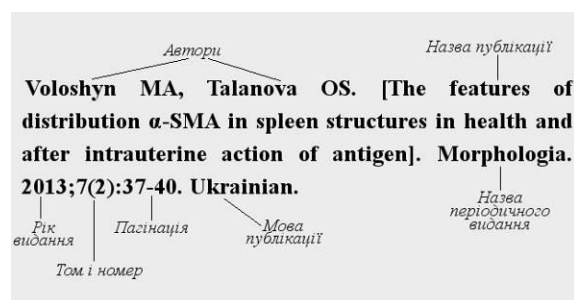 Автори
Назва публікації
Voloshyn MA, Talanova OS. [The features of
distribution α-SMA in spleen structures in health and
after intrauterine action of antigen]. Morphologia.
2013;7(2):37-40. Ukrainian.
Рік
видання
Том і номер
Пагінація
Мова
публікації
Назва
періодичного
видання